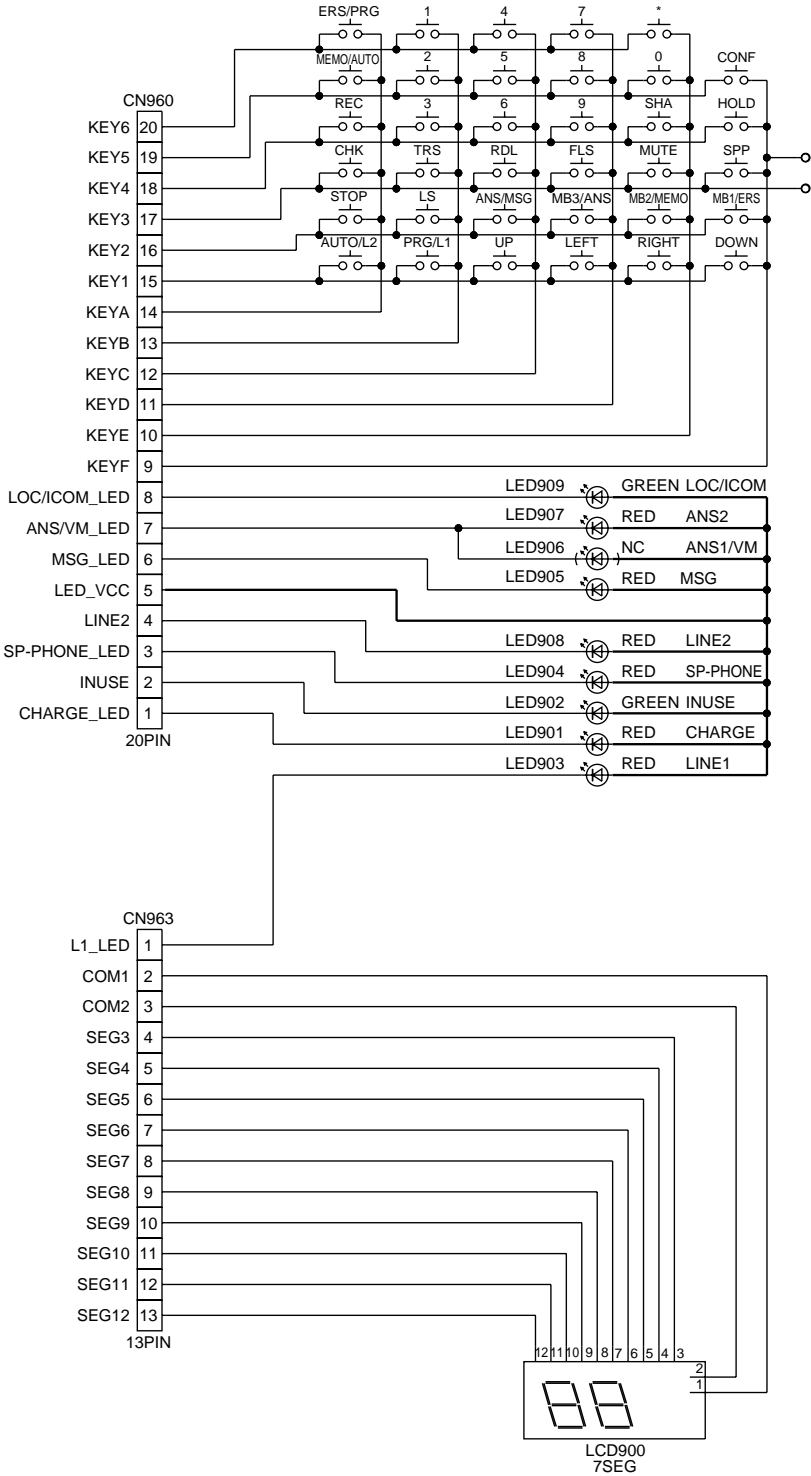 ERS/PRG 1 4 7 *
MEMO/AUTO 2 5 8 0 CONF
CN960 REC 3 6 9 SHA HOLD
KEY6 20
CHK TRS RDL FLS MUTE SPP
KEY5 19
KEY4 18
STOP LS ANS/MSG MB3/ANS MB2/MEMO MB1/ERS
KEY3 17
AUTO/L2 PRG/L1 UP LEFT RIGHT DOWN
KEY2 16
KEY1 15
KEYA 14
KEYB 13
KEYC 12
KEYD 11
KEYE 10
KEYF 9
LED909 GREEN LOC/ICOM
LOC/ICOM_LED 8
LED907 RED ANS2
ANS/VM_LED 7
LED906 ( ) NC ANS1/VM
MSG_LED 6
LED905 RED MSG
LED_VCC 5
LINE2 4
LED908 RED LINE2
SP-PHONE_LED 3
LED904 RED SP-PHONE
INUSE 2
LED902 GREEN INUSE
CHARGE_LED 1
LED901 RED CHARGE
20PIN
LED903 RED LINE1
CN963
L1_LED 1
COM1 2
COM2 3
SEG3 4
SEG4 5
SEG5 6
SEG6 7
SEG7 8
SEG8 9
SEG9 10
SEG10 11
SEG11 12
SEG12 13
13PIN
12 11 10 9 8 7 6 5 4 3
2
1
88
LCD900
7SEG